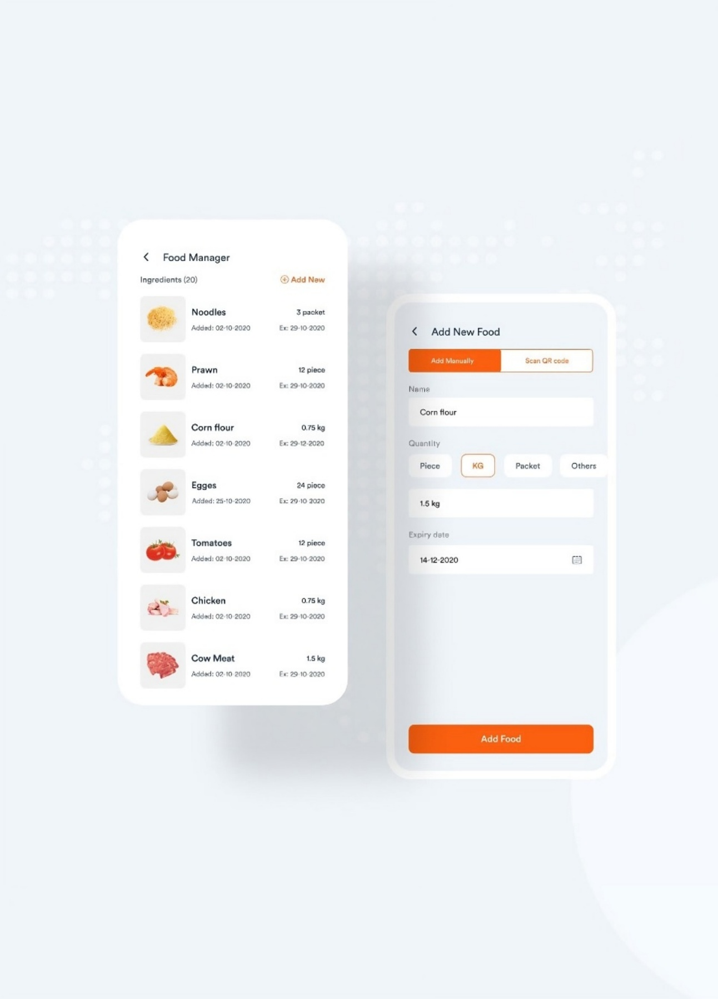 Food Manager
Ingredients (20)
Add New
Noodles
3 packet
Added: 02-10-2020
Ex: 29-10-2020
Prawn
12 piece
Added: 02-10-2020
Ex: 29-10-2020
Corn flour
0.75 kg
Added: 02-10-2020
Ex: 29-12-2020
Egges
24 piece
Added: 25-10-2020
Ex: 29-10-2020
Tomatoes
12 piece
Added: 02-10-2020
Ex: 29-10-2020
Chicken
0.75 kg
Added: 02-10-2020
Ex: 29-10-2020
Cow Meat
1.5 kg
Added: 02-10-2020
Ex: 29-10-2020
Add New Food
Add Manually
Scan QR code
Name
Corn flour
Quantity
Piece
KG
Packet
Others
1.5 kg
Expiry date
14-12-2020
Add Food